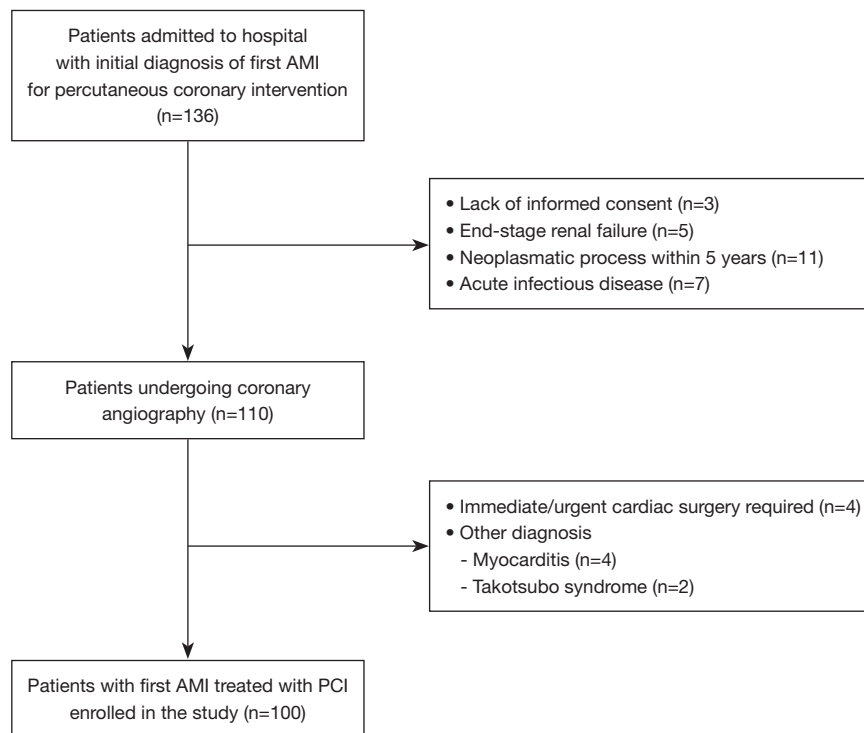 Patients admitted to hospital
with initial diagnosis of first AMI
for percutaneous coronary intervention
(n=136)
• Lack of informed consent (n=3)
• End-stage renal failure (n=5)
• Neoplasmatic process within 5 years (n=11)
• Acute infectious disease (n=7)
Patients undergoing coronary
angiography (n=110)
• Immediate/urgent cardiac surgery required (n=4)
• Other diagnosis
- Myocarditis (n=4)
- Takotsubo syndrome (n=2)
Patients with first AMI treated with PCI
enrolled in the study (n=100)